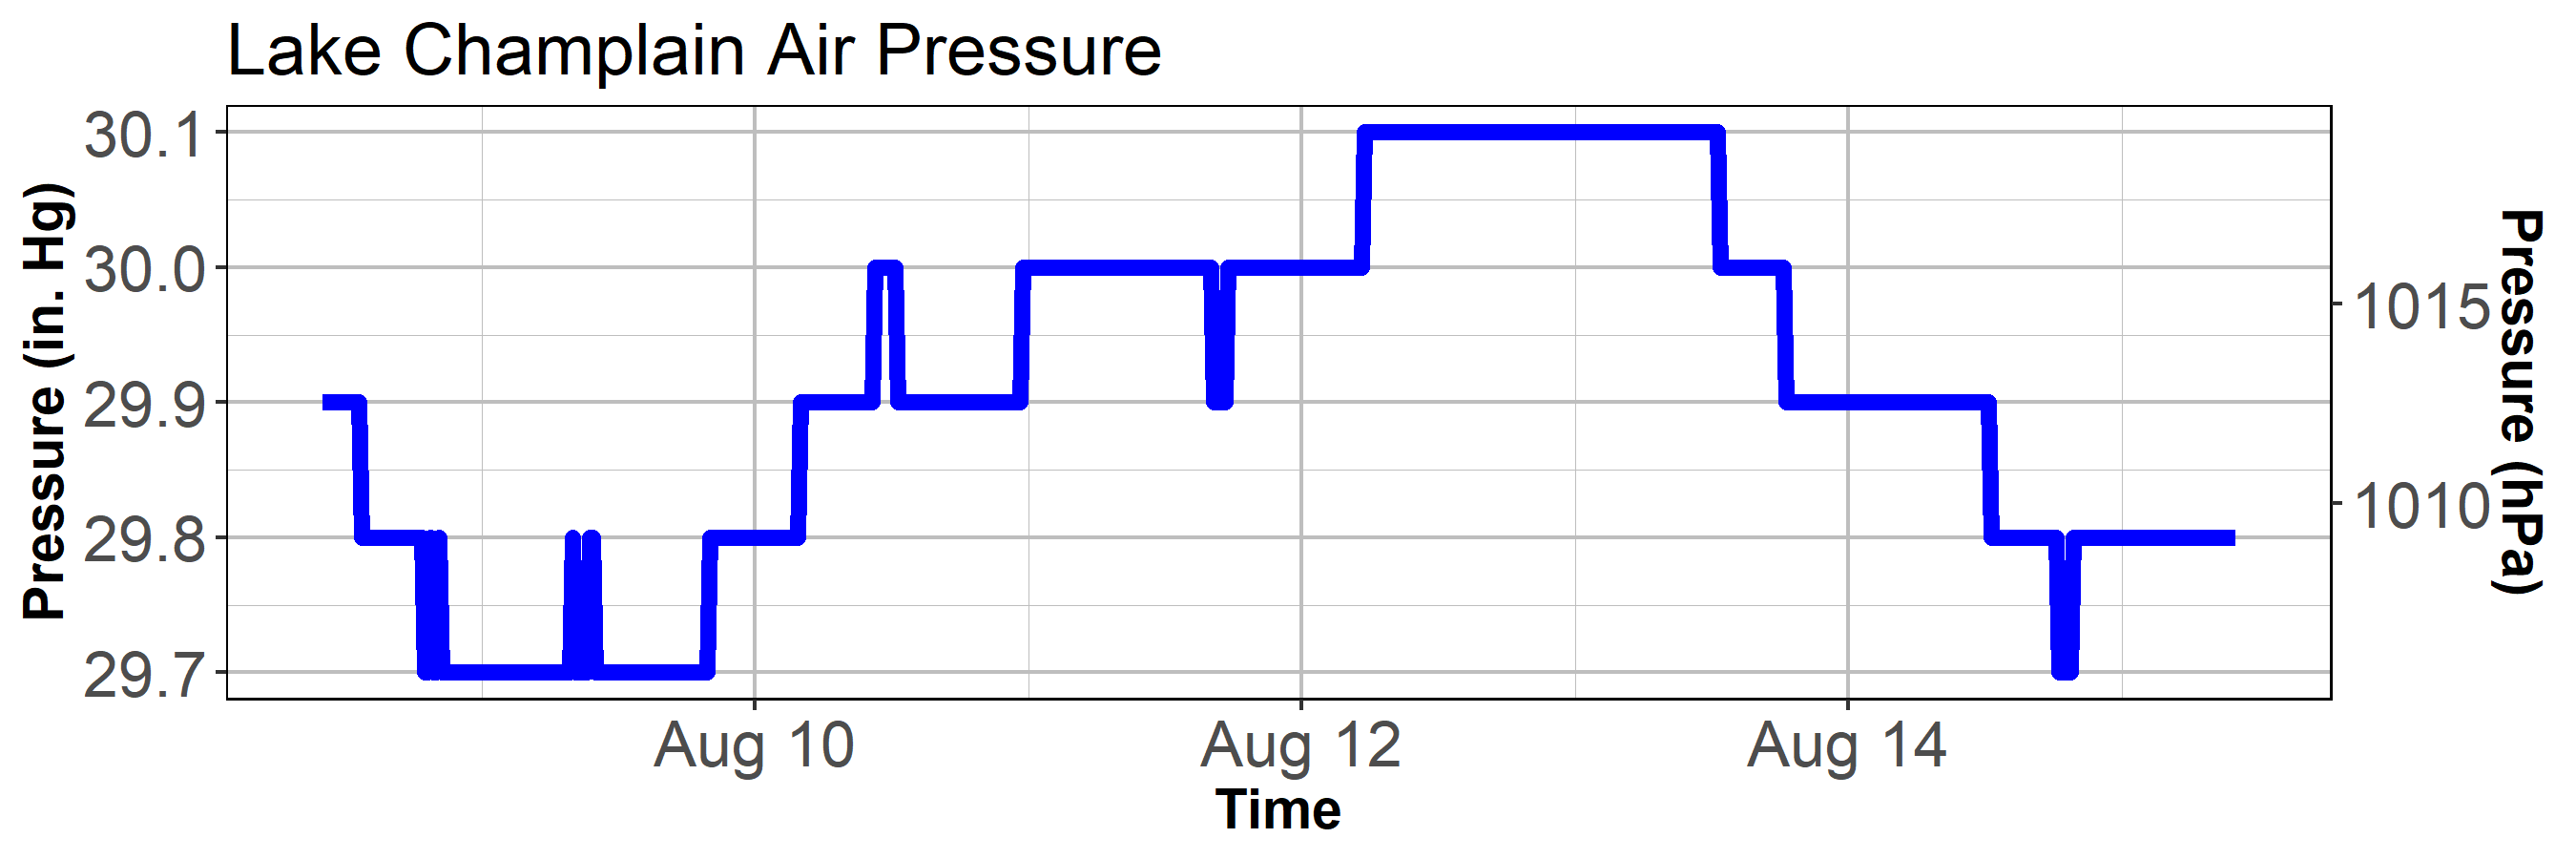 Lake Champlain Air Pressure
Pressure (in. Hg)
30.1
30.0
29.9
29.8
29.7
1015
1010
Pressure (hPa)
Aug 10 Aug 12 Aug 14
Time